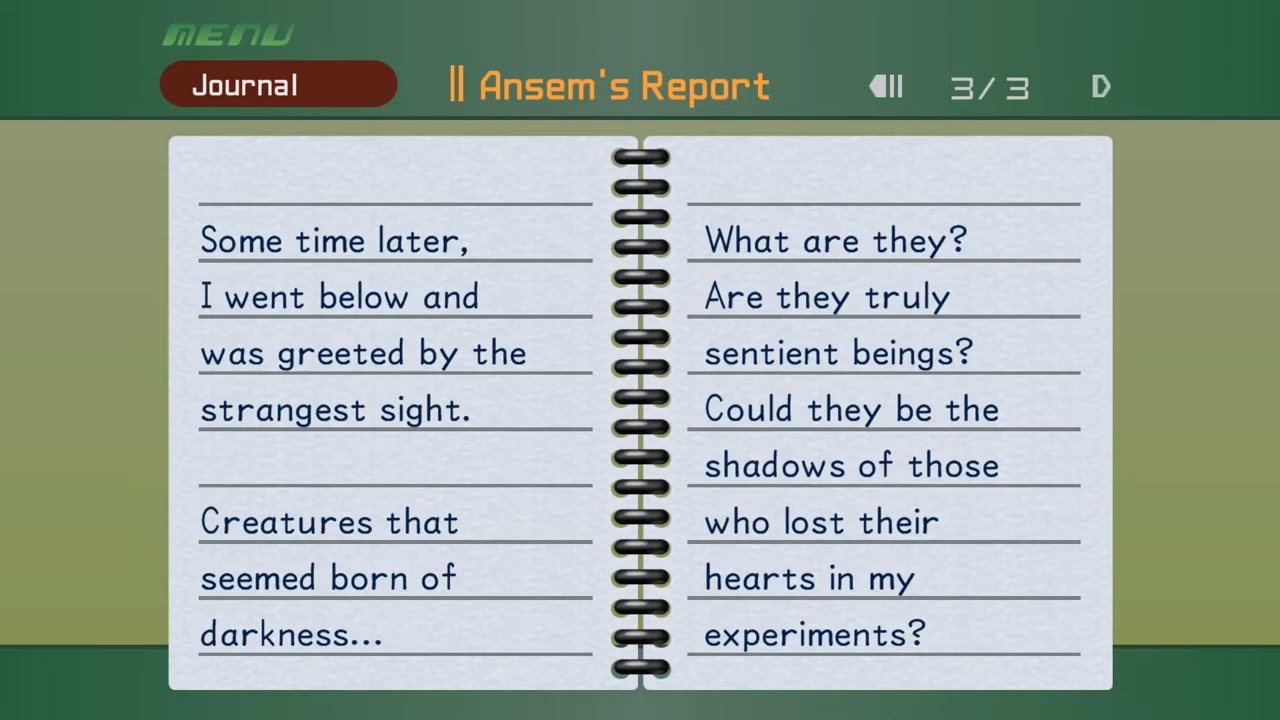 MENU
Journal
Ansem's Report
3/3
Some time later,
I went below and
was greeted by the
strangest sight.
Creatures that
seemed born of
darkness...
What are they?
Are they truly
sentient beings?
Could they be the
shadows of those
who lost their
hearts in my
experiments?